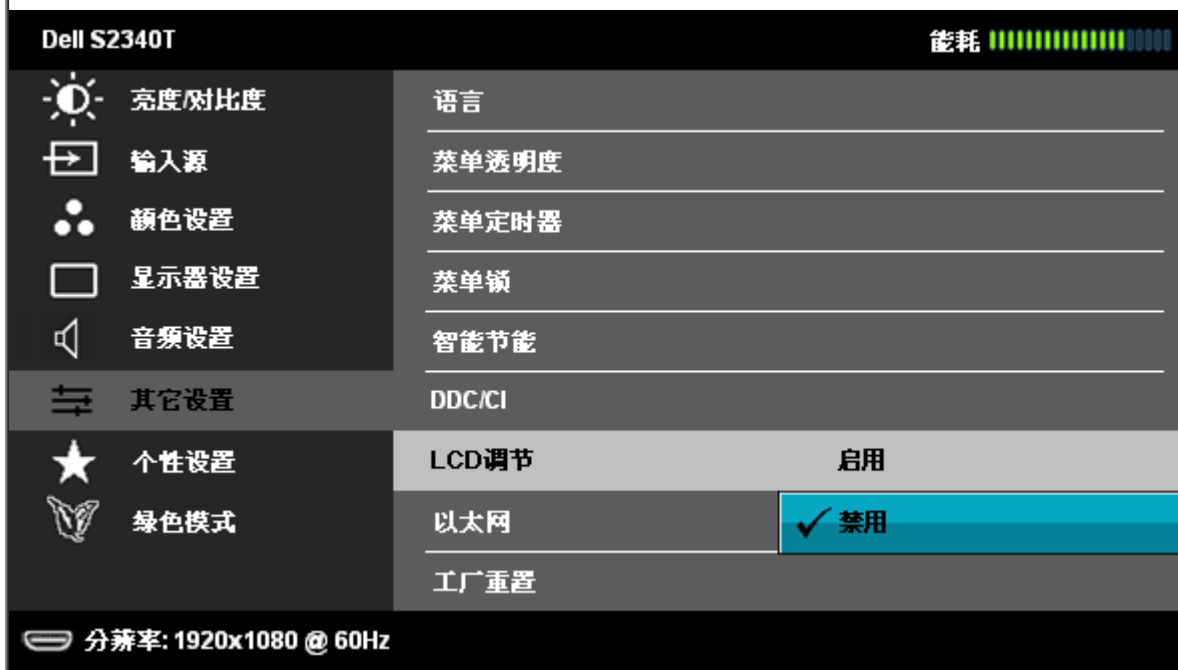 Dell S2340T 能耗
亮度/对比度
输入源
颜色设置
显示器设置
音频设置
其它设置
个性设置
绿色模式
语言
菜单透明度
菜单定时器
菜单锁
智能节能
DDC/CI
LCD调节 启用
以太网 禁用
工厂重置
分辨率: 1920x1080 @ 60Hz